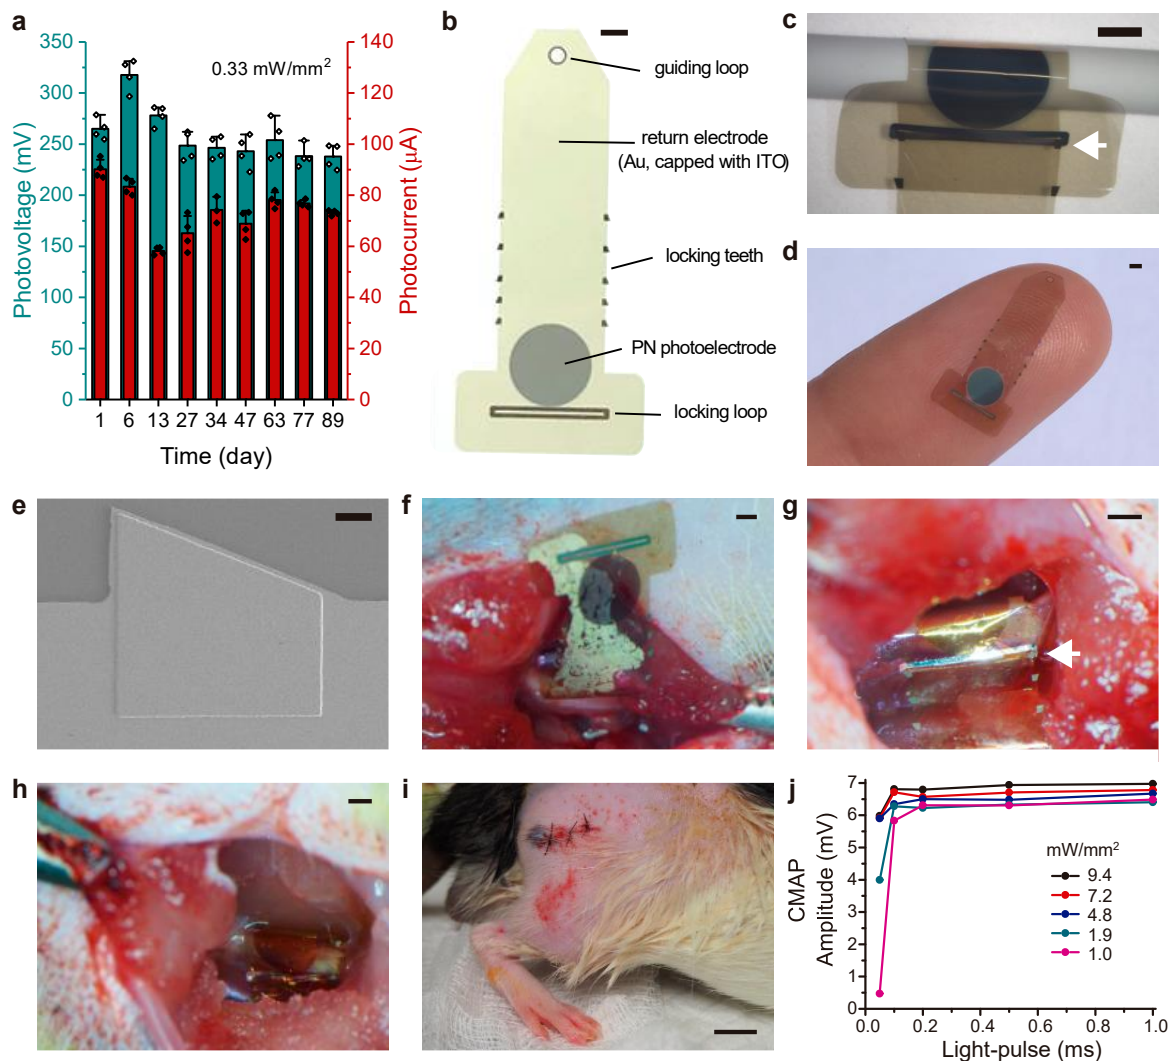 a
0.33 mW/mm²
350
300
250
200
150
100
50
0
Photovoltage (mV)
140
120
100
80
60
40
20
0
Photocurrent (µA)
1 6 13 27 34 47 63 77 89
Time (day)
b
guiding loop
return electrode
(Au, capped with ITO)
locking teeth
PN photoelectrode
locking loop
c
d
e
f
g
h
i
j
7
6
5
4
3
2
1
0
CMAP
Amplitude (mV)
mW/mm²
9.4
7.2
4.8
1.9
1.0
0.0 0.2 0.4 0.6 0.8 1.0
Light-pulse (ms)